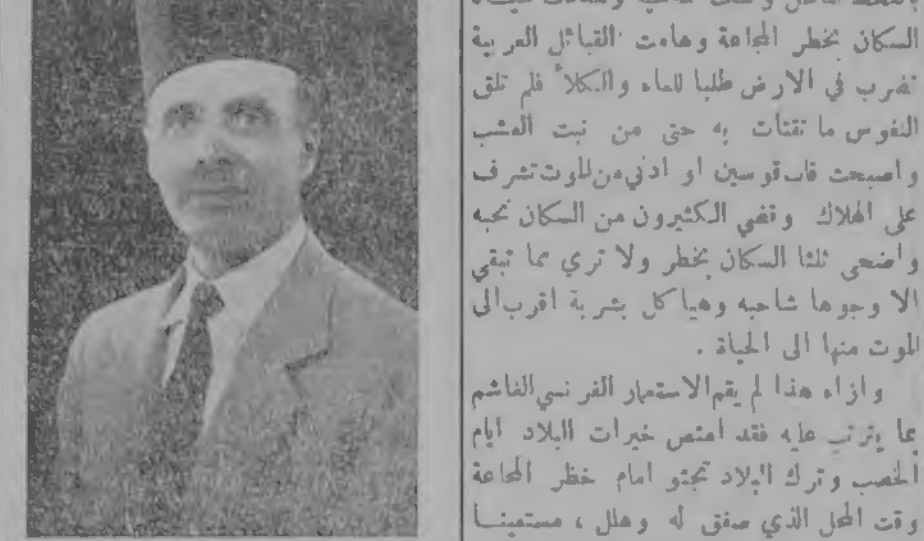 السكان بخطر المجاعة وهامت القبائل العربية
تضرب في الارض طلبا للماء والكلأ فلم تلق
النفوس ما تقتات به حتى من نبت العشب
واصبحت قاب قوسين او ادني من الموت تشرف
على الهلاك وقضي الكثيرون من السكان نحبه
واضحى ثلثا السكان بخطر ولا تري مما تبقي
الا وجوها شاحبه وهياكل بشرية اقرب الى
الموت منها الى الحياة .
وازاء هذا لم يقم الاستعمار الفرنسي الغاشم
بما يترتب عليه فقد امتص خيرات البلاد ايام
الخصب وترك البلاد تجثو امام خطر المجاعة
وقت المحل الذي صفق له وهلل ، مستعينا